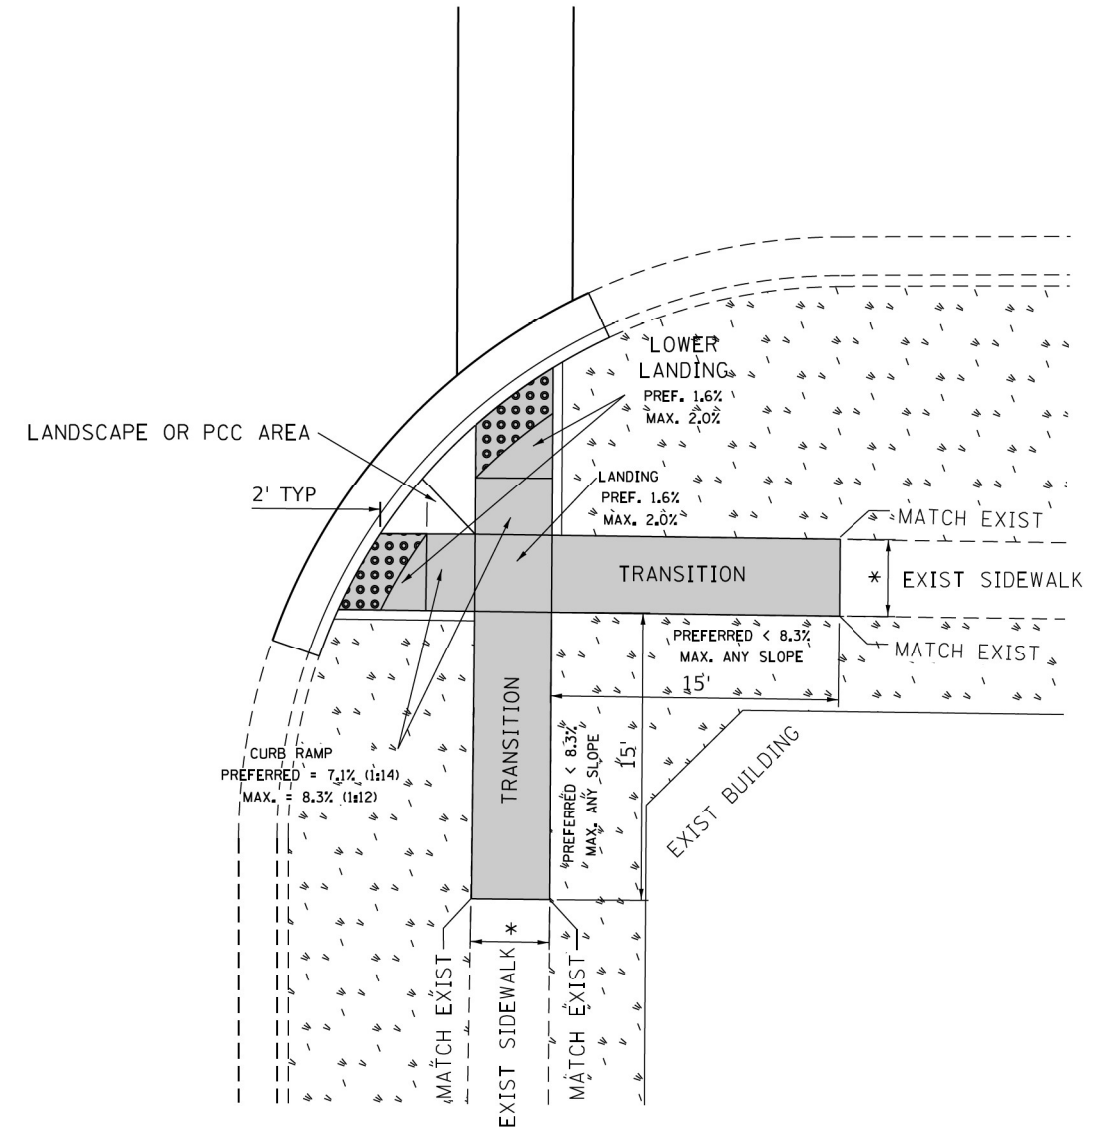 LOWER
LANDING
PREF. 1.6%
MAX. 2.0%
LANDSCAPE OR PCC AREA
2' TYP
LANDING
PREF. 1.6%
MAX. 2.0%
MATCH EXIST
TRANSITION
* EXIST SIDEWALK
PREFERRED < 8.3%
MAX. ANY SLOPE
MATCH EXIST
15'
TRANSITION
PREFERRED < 8.3%
MAX. ANY SLOPE
15'
EXIST BUILDING
CURB RAMP
PREFERRED = 7.1% (1:14)
MAX. = 8.3% (1:12)
*
MATCH EXIST
EXIST SIDEWALK
MATCH EXIST